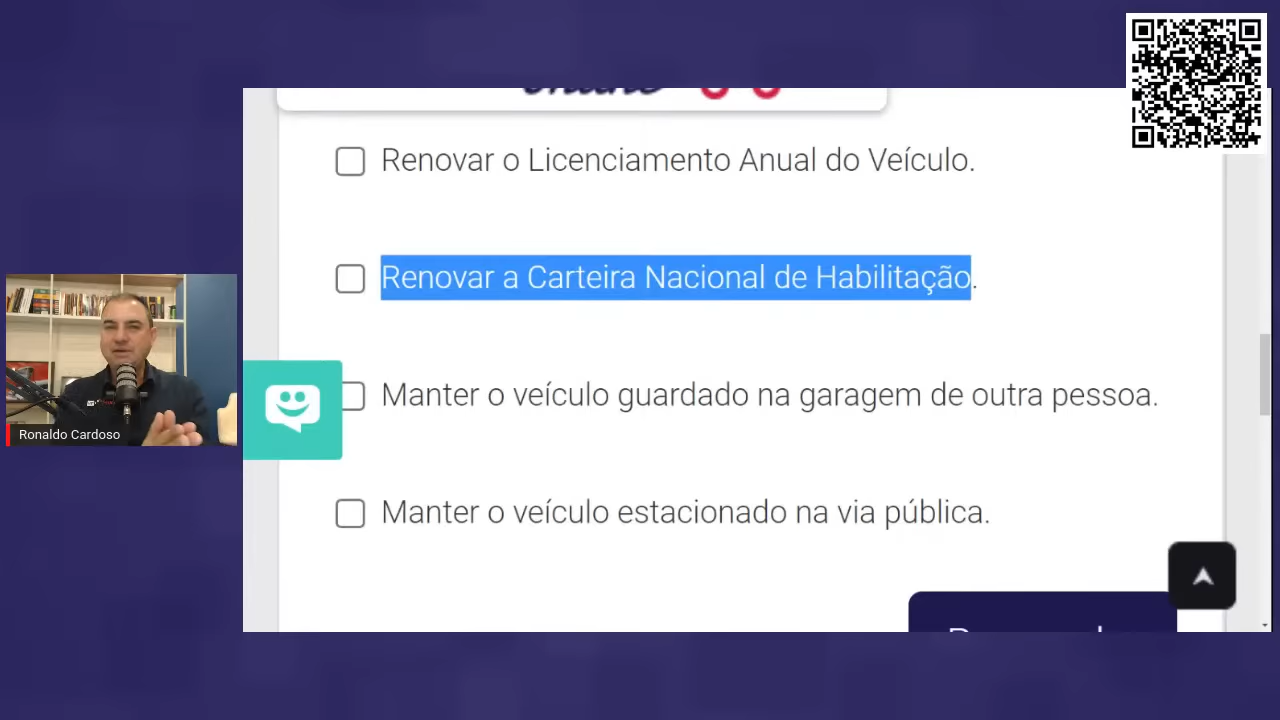 online
Renovar o Licenciamento Anual do Veículo.
Renovar a Carteira Nacional de Habilitação.
Manter o veículo guardado na garagem de outra pessoa.
Manter o veículo estacionado na via pública.
Ronaldo Cardoso